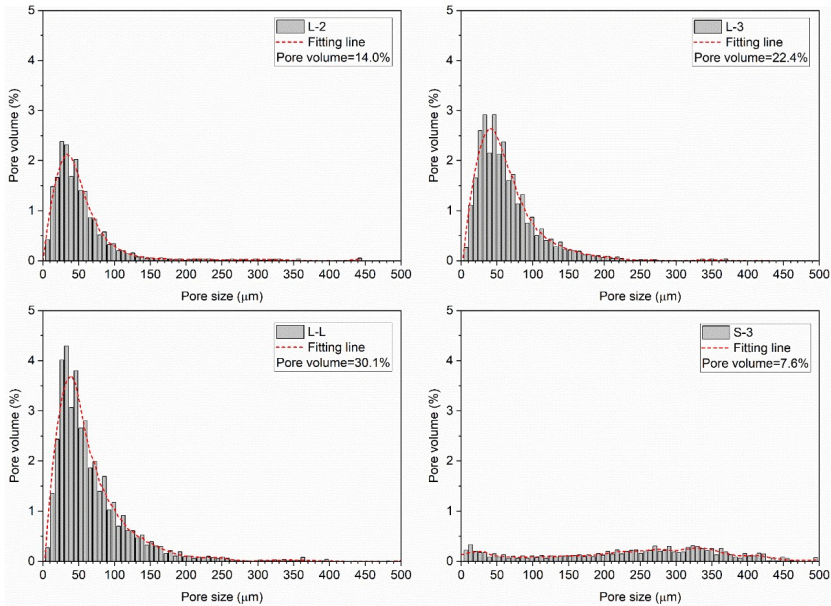 5
4
3
2
1
0
Pore volume (%)
0 50 100 150 200 250 300 350 400 450 500
Pore size (μm)
L-2
Fitting line
Pore volume=14.0%
5
4
3
2
1
0
Pore volume (%)
0 50 100 150 200 250 300 350 400 450 500
Pore size (μm)
L-3
Fitting line
Pore volume=22.4%
5
4
3
2
1
0
Pore volume (%)
0 50 100 150 200 250 300 350 400 450 500
Pore size (μm)
L-L
Fitting line
Pore volume=30.1%
5
4
3
2
1
0
Pore volume (%)
0 50 100 150 200 250 300 350 400 450 500
Pore size (μm)
S-3
Fitting line
Pore volume=7.6%